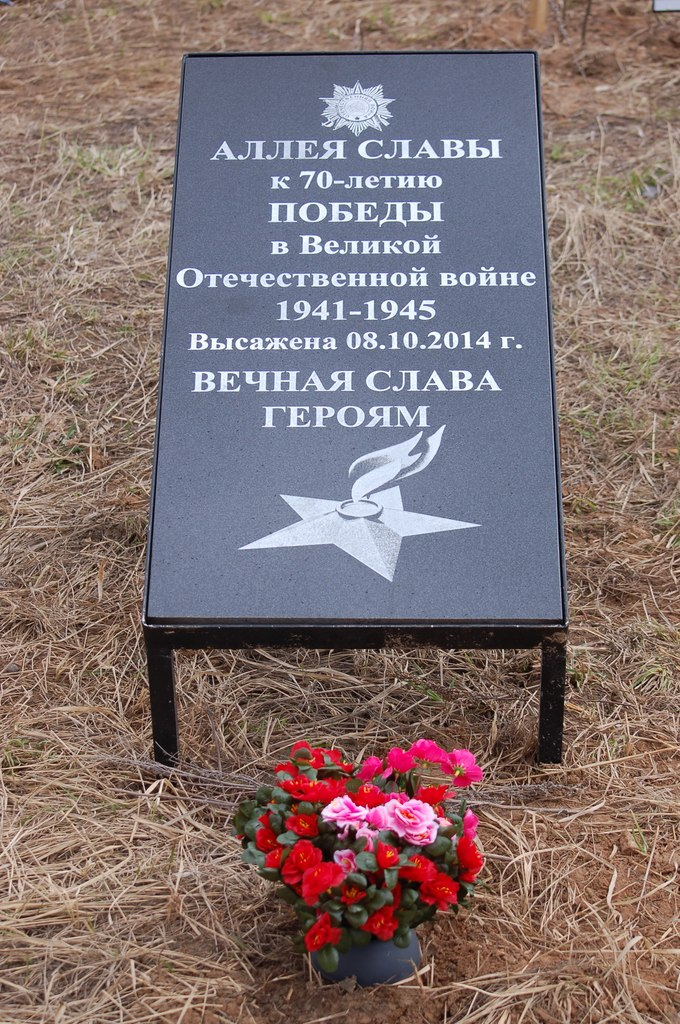 АЛЛЕЯ СЛАВЫ
к 70-летию
ПОБЕДЫ
в Великой
Отечественной войне
1941-1945
Высажена 08.10.2014 г.
ВЕЧНАЯ СЛАВА
ГЕРОЯМ